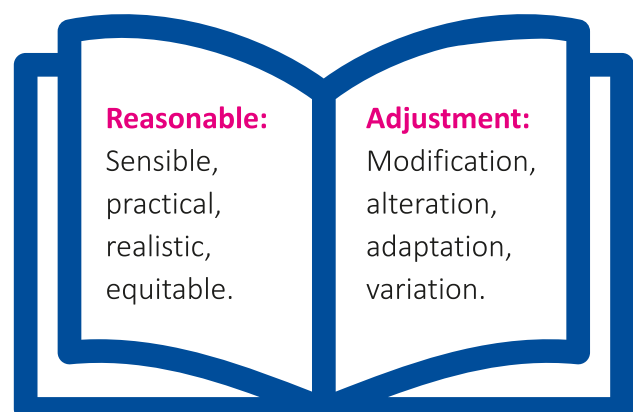 Reasonable:
Sensible,
practical,
realistic,
equitable.
Adjustment:
Modification,
alteration,
adaptation,
variation.